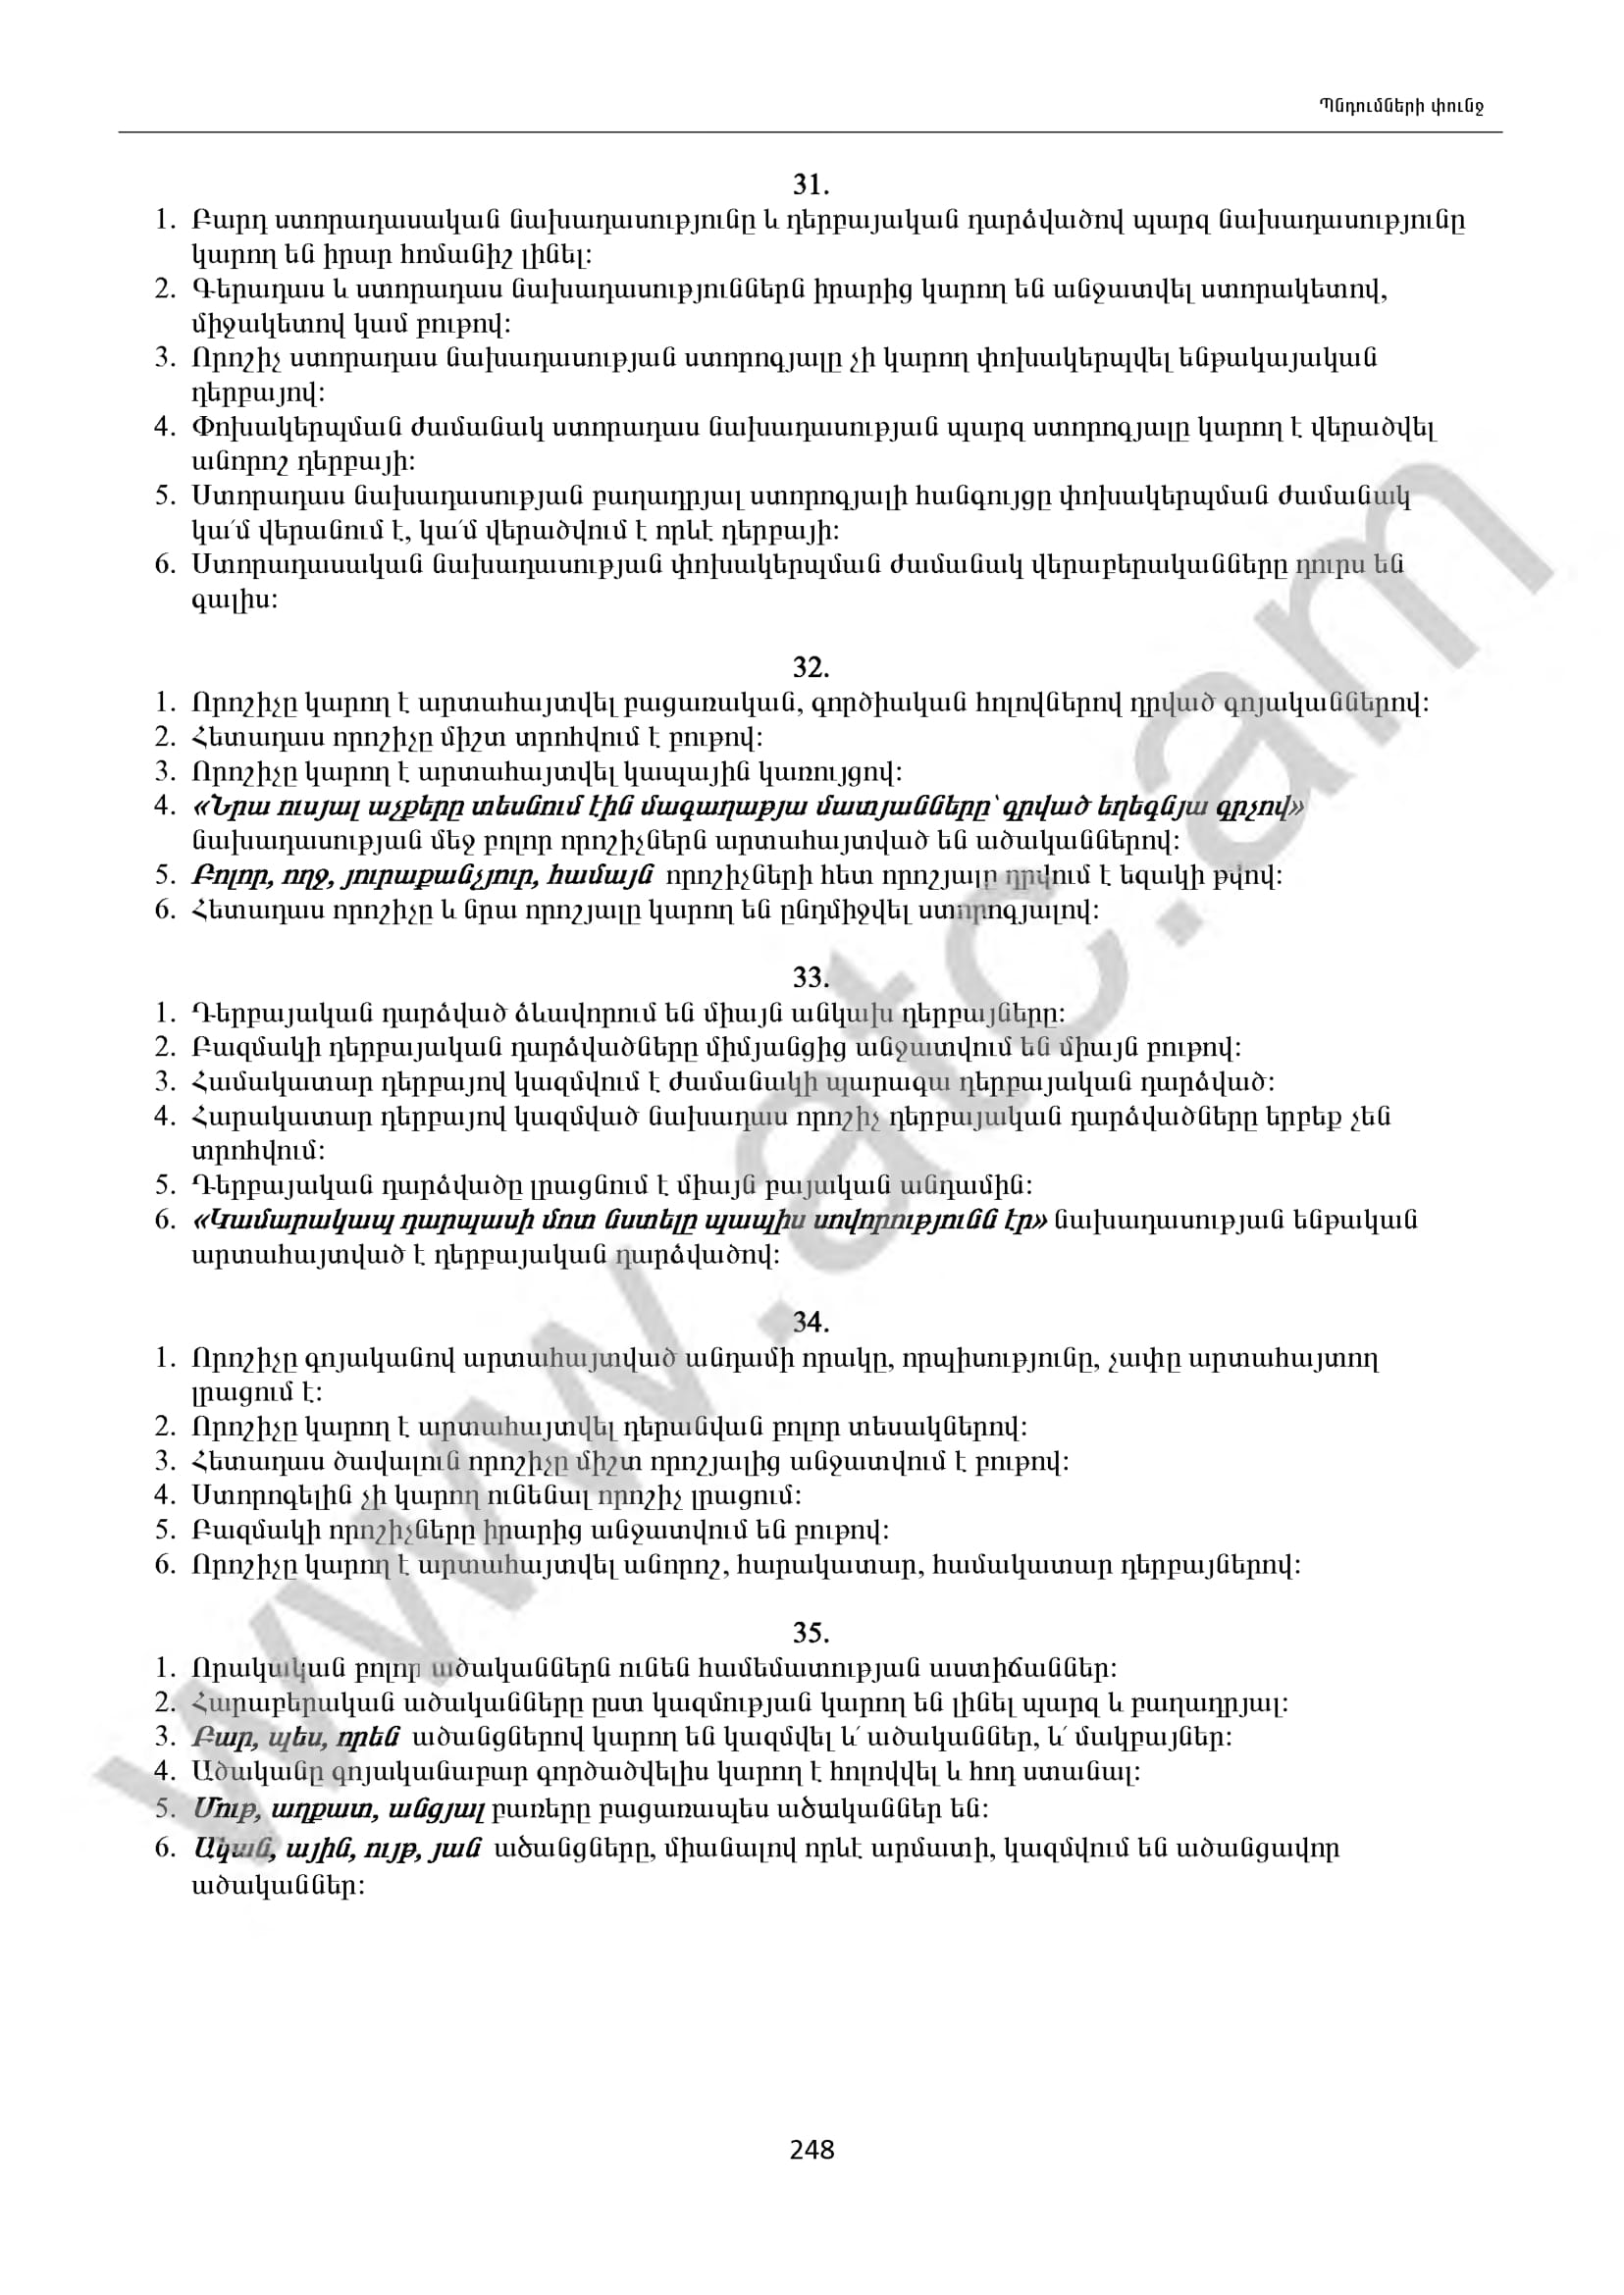 Պնդումների փունջ
31.
1. Բարդ ստորադասական նախադասությունը և դերբայական դարձվածով պարզ նախադասությունը
կարող են իրար հոմանիշ լինել:
2. Գերադաս և ստորադաս նախադասություններն իրարից կարող են անջատվել ստորակետով,
միջակետով կամ բութով:
3. Որոշիչ ստորադաս նախադասության ստորոգյալը չի կարող փոխակերպվել ենթակայական
դերբայով:
4. Փոխակերպման ժամանակ ստորադաս նախադասության պարզ ստորոգյալը կարող է վերածվել
անորոշ դերբայի:
5. Ստորադաս նախադասության բաղադրյալ ստորոգյալի հանգույցը փոխակերպման ժամանակ
կա՛մ վերանում է, կա՛մ վերածվում է որևէ դերբայի:
6. Ստորադասական նախադասության փոխակերպման ժամանակ վերաբերականները դուրս են
գալիս:
32.
1. Որոշիչը կարող է արտահայտվել բացառական, գործիական հոլովներով դրված գոյականներով:
2. Հետադաս որոշիչը միշտ տրոհվում է բութով:
3. Որոշիչը կարող է արտահայտվել կապային կառույցով:
4. «Նրա ուսյալ աչքերը տեսնում էին մագաղաթյա մատյանները՝ գրված եղեգնյա գրչով»
նախադասության մեջ բոլոր որոշիչներն արտահայտված են ածականներով:
5. Բոլոր, ողջ, յուրաքանչյուր, համայն որոշիչների հետ որոշյալը դրվում է եզակի թվով:
6. Հետադաս որոշիչը և նրա որոշյալը կարող են ընդմիջվել ստորոգյալով:
33.
1. Դերբայական դարձված ձևավորում են միայն անկախ դերբայները:
2. Բազմակի դերբայական դարձվածները միմյանցից անջատվում են միայն բութով:
3. Համակատար դերբայով կազմվում է ժամանակի պարագա դերբայական դարձված:
4. Հարակատար դերբայով կազմված նախադաս որոշիչ դերբայական դարձվածները երբեք չեն
տրոհվում:
5. Դերբայական դարձվածը լրացնում է միայն բայական անդամին:
6. «Կամարակապ դարպասի մոտ նստելը պապիս սովորությունն էր» նախադասության ենթական
արտահայտված է դերբայական դարձվածով:
34.
1. Որոշիչը գոյականով արտահայտված անդամի որակը, որպիսությունը, չափը արտահայտող
լրացում է:
2. Որոշիչը կարող է արտահայտվել դերանվան բոլոր տեսակներով:
3. Հետադաս ծավալուն որոշիչը միշտ որոշյալից անջատվում է բութով:
4. Ստորոգելին չի կարող ունենալ որոշիչ լրացում:
5. Բազմակի որոշիչները իրարից անջատվում են բութով:
6. Որոշիչը կարող է արտահայտվել անորոշ, հարակատար, համակատար դերբայներով:
35.
1. Որակական բոլոր ածականներն ունեն համեմատության աստիճաններ:
2. Հարաբերական ածականները ըստ կազմության կարող են լինել պարզ և բաղադրյալ:
3. Բար, պես, որեն ածանցներով կարող են կազմվել և՛ ածականներ, և՛ մակբայներ:
4. Ածականը գոյականաբար գործածվելիս կարող է հոլովվել և հոդ ստանալ:
5. Մութ, աղքատ, անցյալ բառերը բացառապես ածականներ են:
6. Ական, ային, ույթ, յան ածանցները, միանալով որևէ արմատի, կազմվում են ածանցավոր
ածականներ:
248
www.atc.am